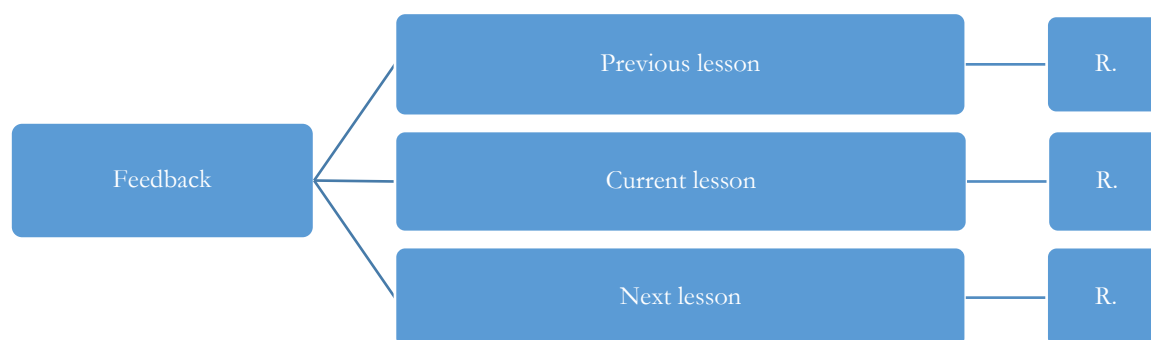 Previous lesson
R.
Feedback
Current lesson
R.
Next lesson
R.